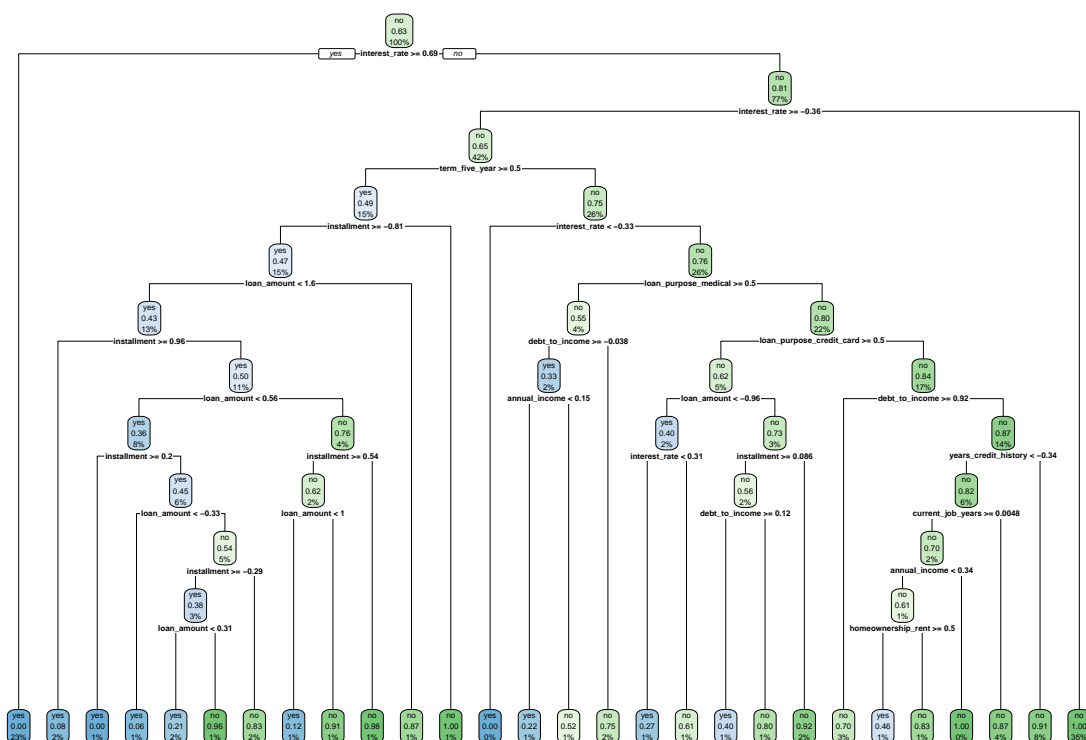 no
0.63
100%
yes interest_rate >= 0.69 no
no
0.81
77%
interest_rate >= −0.36
no
0.65
42%
term_five_year >= 0.5
yes
0.49
15%
no
0.75
26%
installment >= −0.81 interest_rate < −0.33
yes
0.47
15%
no
0.76
26%
loan_amount < 1.6 loan_purpose_medical >= 0.5
yes
0.43
13%
no
0.55
4%
no
0.80
22%
installment >= 0.96 debt_to_income >= −0.038 loan_purpose_credit_card >= 0.5
yes
0.50
11%
yes
0.33
2%
no
0.62
5%
no
0.84
17%
loan_amount < 0.56 annual_income < 0.15 loan_amount < −0.96 debt_to_income >= 0.92
yes
0.36
8%
no
0.76
4%
yes
0.40
2%
no
0.73
3%
no
0.87
14%
installment >= 0.2 installment >= 0.54 interest_rate < 0.31 installment >= 0.086 years_credit_history < −0.34
yes
0.45
6%
no
0.62
2%
no
0.56
2%
no
0.82
6%
loan_amount < −0.33 loan_amount < 1 debt_to_income >= 0.12 current_job_years >= 0.0048
no
0.54
5%
no
0.70
2%
installment >= −0.29 annual_income < 0.34
yes
0.38
3%
no
0.61
1%
loan_amount < 0.31 homeownership_rent >= 0.5
yes yes yes yes yes no no yes no no no no yes yes no no yes no yes no no no yes no no no no no
0.00 0.08 0.00 0.06 0.21 0.96 0.83 0.12 0.91 0.98 0.87 1.00 0.00 0.22 0.52 0.75 0.27 0.61 0.40 0.80 0.92 0.70 0.46 0.83 1.00 0.87 0.91 1.00
23% 2% 1% 1% 2% 1% 2% 1% 1% 1% 1% 1% 0% 1% 1% 2% 1% 1% 1% 1% 2% 3% 1% 1% 0% 4% 8% 35%